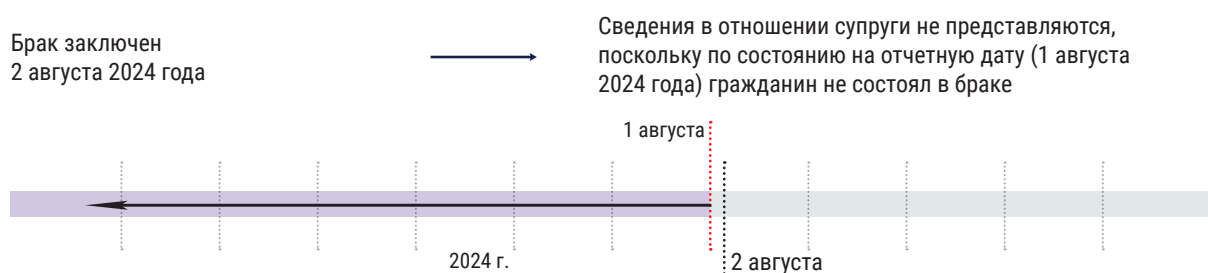 Брак заключен
2 августа 2024 года
Сведения в отношении супруги не представляются,
поскольку по состоянию на отчетную дату (1 августа
2024 года) гражданин не состоял в браке
1 августа
2024 г.
2 августа